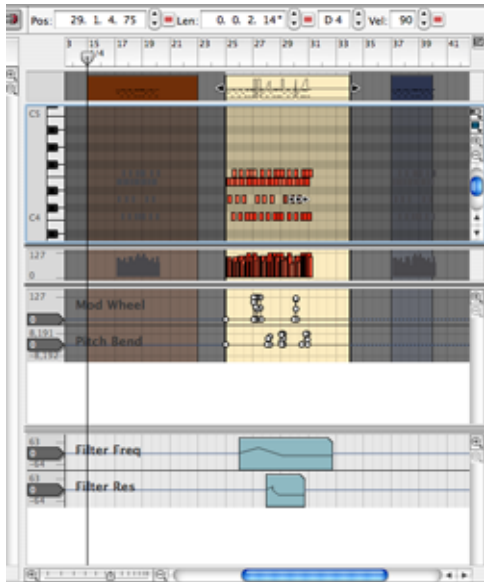 Pos: 29. 1. 4. 75 Len: 0. 0. 2. 14* D 4 Vel: 90
3 15 17 19 21 23 25 27 29 31 33 35 37 39 41
/4
C5
C4
127
0
127
Mod Wheel
8,191
Pitch Bend
-8,192
63
Filter Freq
-64
63
Filter Res
-64